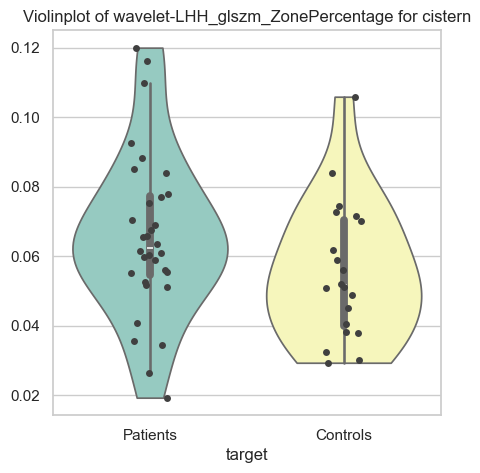 Violinplot of wavelet-LHH_glszm_ZonePercentage for cistern
0.12
0.10
0.08
0.06
0.04
0.02
Patients
Controls
target